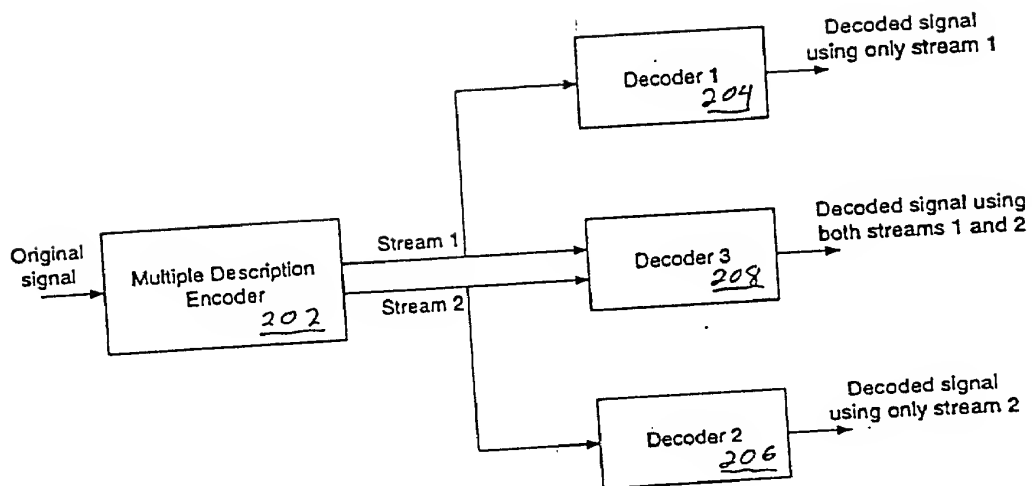 Decoded signal
using only stream 1
Decoder 1
204
Original
signal
Multiple Description
Encoder
202
Stream 1
Stream 2
Decoder 3
208
Decoded signal using
both streams 1 and 2
Decoder 2
206
Decoded signal
using only stream 2